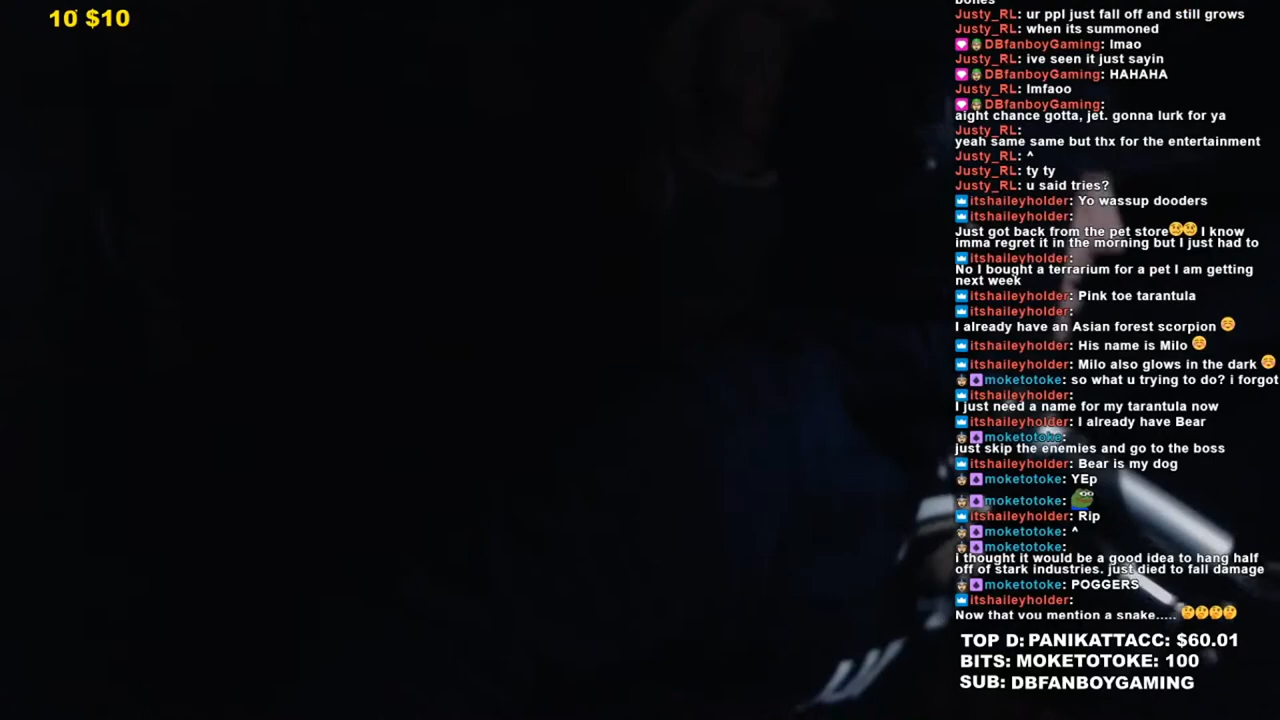 10 $10
bones
Justy_RL: ur ppl just fall off and still grows
Justy_RL: when its summoned
DBfanboyGaming: lmao
Justy_RL: ive seen it just sayin
DBfanboyGaming: HAHAHA
Justy_RL: lmfaoo
DBfanboyGaming:
aight chance gotta, jet. gonna lurk for ya
Justy_RL:
yeah same same but thx for the entertainment
Justy_RL: ^
Justy_RL: ty ty
Justy_RL: u said tries?
itshaileyholder: Yo wassup dooders
itshaileyholder:
Just got back from the pet store I know
imma regret it in the morning but I just had to
itshaileyholder:
No I bought a terrarium for a pet I am getting
next week
itshaileyholder: Pink toe tarantula
itshaileyholder:
I already have an Asian forest scorpion
itshaileyholder: His name is Milo
itshaileyholder: Milo also glows in the dark
moketotoke: so what u trying to do? i forgot
itshaileyholder:
I just need a name for my tarantula now
itshaileyholder: I already have Bear
moketotoke:
just skip the enemies and go to the boss
itshaileyholder: Bear is my dog
moketotoke: YEp
moketotoke:
itshaileyholder: Rip
moketotoke: ^
moketotoke:
i thought it would be a good idea to hang half
off of stark industries. just died to fall damage
moketotoke: POGGERS
itshaileyholder:
Now that you mention a snake.....
TOP D: PANIKATTACC: $60.01
BITS: MOKETOTOKE: 100
SUB: DBFANBOYGAMING